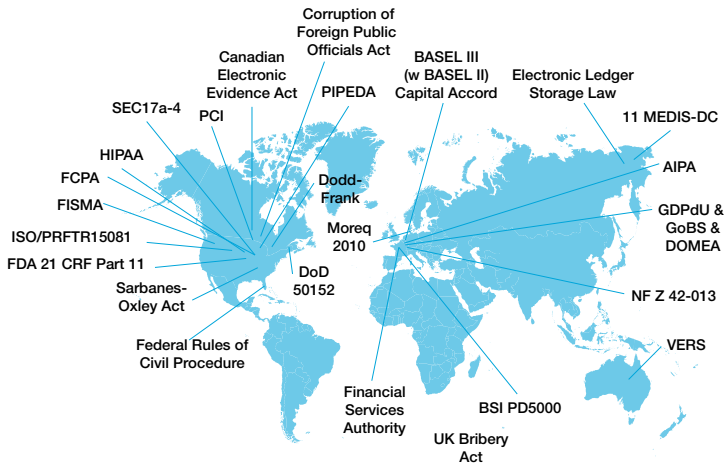 Corruption of
Foreign Public
Officials Act
Canadian
Electronic
Evidence Act
BASEL III
(w BASEL II)
Capital Accord
Electronic Ledger
Storage Law
SEC17a-4
PCI
PIPEDA
11 MEDIS-DC
HIPAA
AIPA
FCPA
Dodd-
Frank
FISMA
GDPdU &
GoBS &
DOMEA
Moreq
2010
ISO/PRFTR15081
FDA 21 CRF Part 11
DoD
50152
Sarbanes-
Oxley Act
NF Z 42-013
Federal Rules of
Civil Procedure
VERS
Financial
Services
Authority
BSI PD5000
UK Bribery
Act